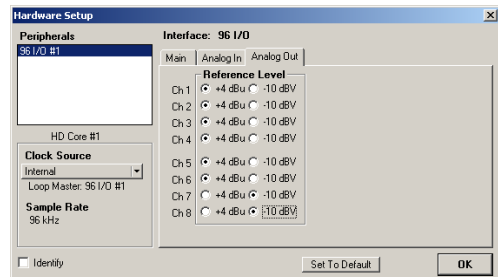 Hardware Setup
Peripherals
96 I/O #1
HD Core #1
Clock Source
Internal
Loop Master: 96 I/O #1
Sample Rate
96 kHz
Identify
Interface: 96 I/O
Main Analog In Analog Out
Reference Level
Ch 1 +4 dBu -10 dBV
Ch 2 +4 dBu -10 dBV
Ch 3 +4 dBu -10 dBV
Ch 4 +4 dBu -10 dBV
Ch 5 +4 dBu -10 dBV
Ch 6 +4 dBu -10 dBV
Ch 7 +4 dBu -10 dBV
Ch 8 +4 dBu -10 dBV
Set To Default OK